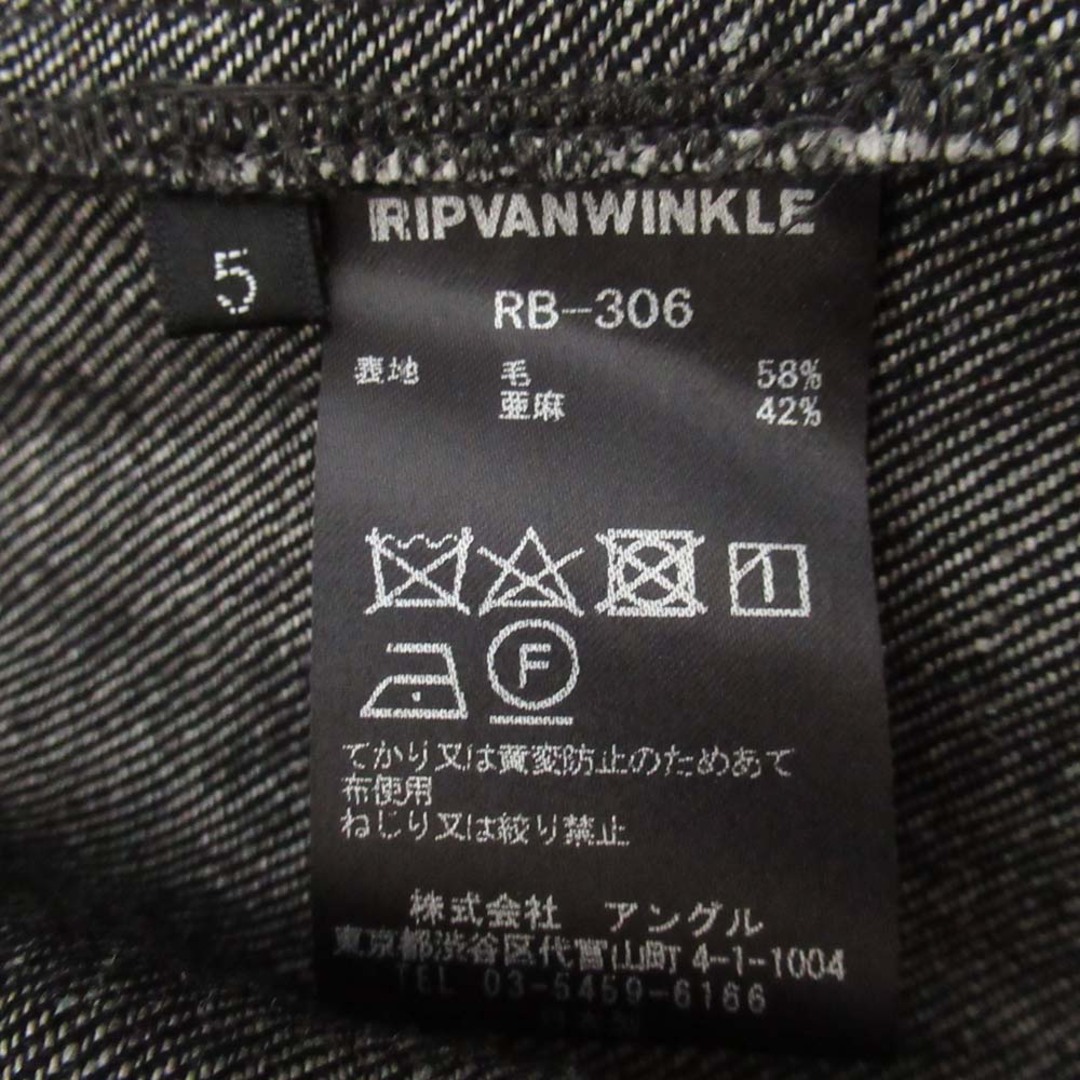 5
RIPVANWINKLE
RB-306
表地 毛 58%
亜麻 42%
F
てかり又は黄変防止のためあて
布使用
ねじり又は絞り禁止
株式会社 アングル
東京都渋谷区代官山町 4-1-1004
TEL 03-5459-6166